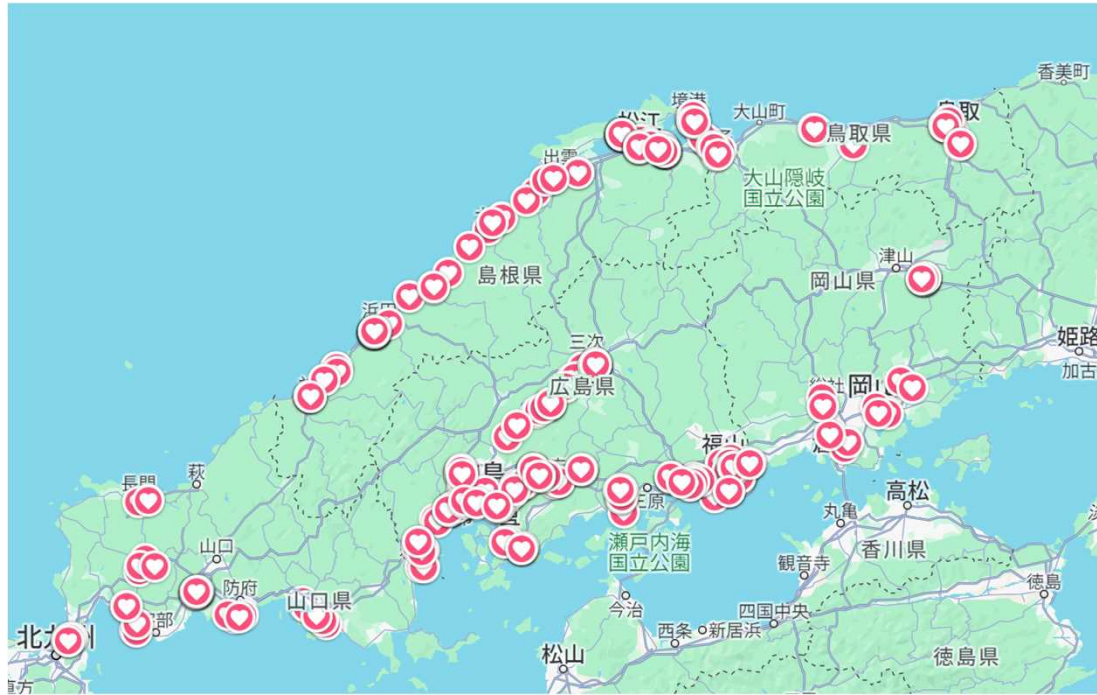 香美町
境港
大山町
鳥取
松江
鳥取県
出雲
大山隠岐
国立公園
津山
島根県
岡山県
浜田
三次
姫路
加古
広島県
総社
岡山
福山
萩
長門
高松
三原
丸亀
山口
瀬戸内海
国立公園
香川県
観音寺
防府
山口県
今治
徳島
四国中央
西条
新居浜
松山
徳島県
直方